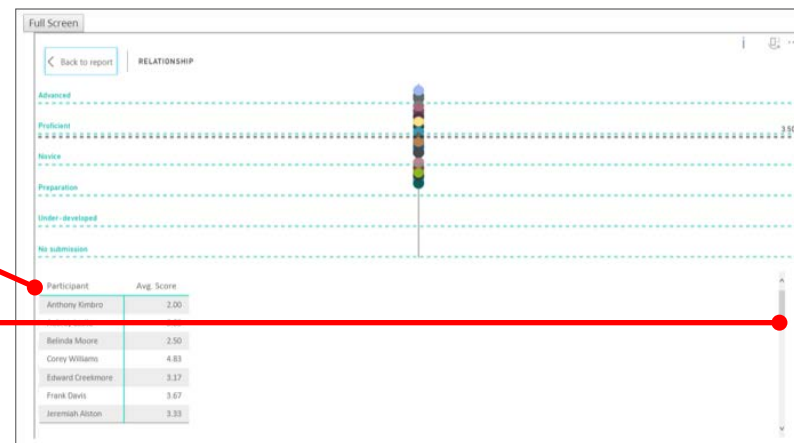 Full Screen
Back to report RELATIONSHIP
Advanced
Proficient
3.50
Novice
Preparation
Under-developed
No submission
Participant Avg. Score
Anthony Kimbro 2.00
Belinda Moore 2.50
Corey Williams 4.83
Edward Creekmore 3.17
Frank Davis 3.67
Jeremiah Alston 3.33